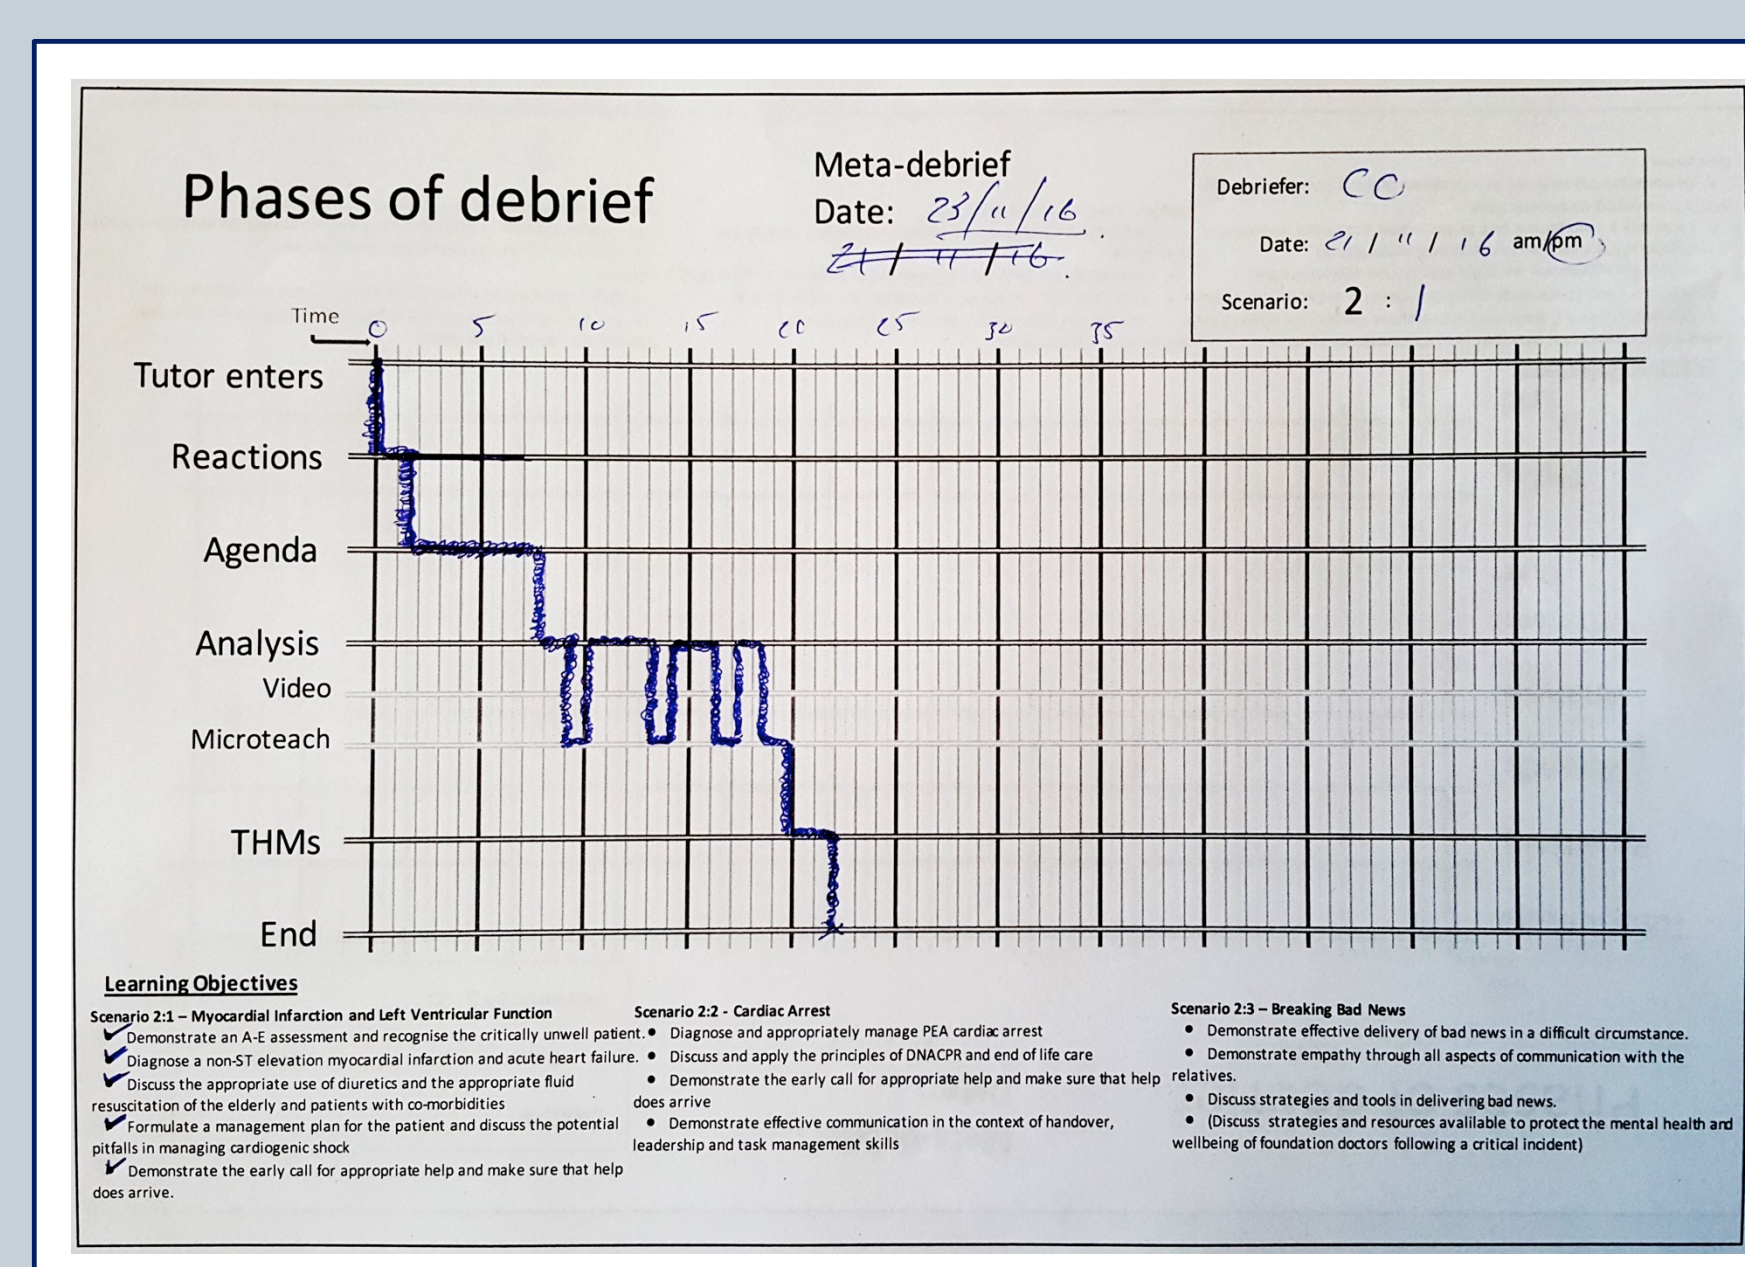 Phases of debrief
Meta-debrief
Date: 23/11/16
21/11/16
Debriefer: CC
Date: 21 / 11 / 16 am/pm
Scenario: 2 : 1
Time
0 5 10 15 20 25 30 35
Tutor enters
Reactions
Agenda
Analysis
Video
Microteach
THMs
End
Learning Objectives
Scenario 2:1 – Myocardial Infarction and Left Ventricular Function
Demonstrate an A-E assessment and recognise the critically unwell patient.
Diagnose a non-ST elevation myocardial infarction and acute heart failure.
Discuss the appropriate use of diuretics and the appropriate fluid
resuscitation of the elderly and patients with co-morbidities
Formulate a management plan for the patient and discuss the potential
pitfalls in managing cardiogenic shock
Demonstrate the early call for appropriate help and make sure that help
does arrive.
Scenario 2:2 - Cardiac Arrest
• Diagnose and appropriately manage PEA cardiac arrest
• Discuss and apply the principles of DNACPR and end of life care
• Demonstrate the early call for appropriate help and make sure that help
does arrive
• Demonstrate effective communication in the context of handover,
leadership and task management skills
Scenario 2:3 – Breaking Bad News
• Demonstrate effective delivery of bad news in a difficult circumstance.
• Demonstrate empathy through all aspects of communication with the
relatives.
• Discuss strategies and tools in delivering bad news.
• (Discuss strategies and resources avalilable to protect the mental health and
wellbeing of foundation doctors following a critical incident)